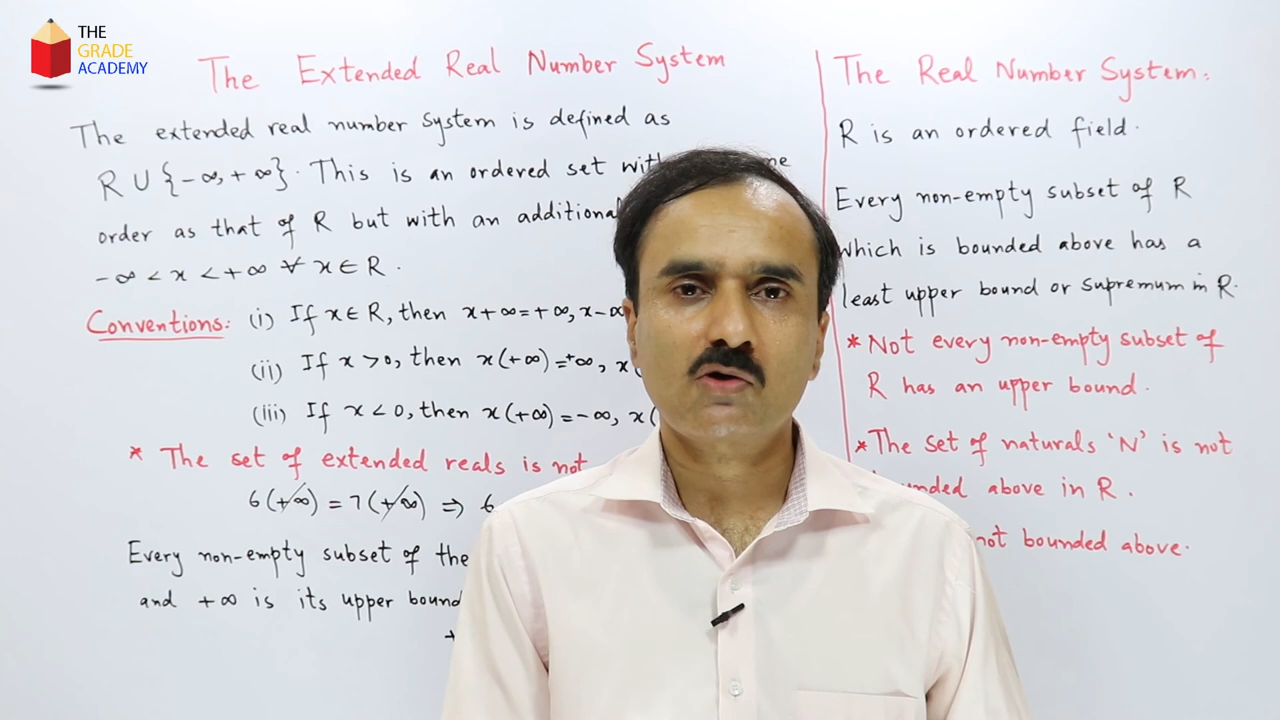 THE
GRADE
ACADEMY
The Extended Real Number System
The extended real number system is defined as
R ∪ {-∞, +∞}. This is an ordered set with
order as that of R but with an additional
-∞ < x < +∞ ∀ x ∈ R.
Conventions: (i) If x ∈ R, then x+∞=+∞, x-∞
(ii) If x > 0, then x(+∞)=+∞, x(
(iii) If x < 0, then x(+∞) = -∞, x(
* The set of extended reals is not
6(+∞) = 7(+∞) ⇒ 6
Every non-empty subset of the
and +∞ is its upper bound
The Real Number System:
R is an ordered field.
Every non-empty subset of R
which is bounded above has a
least upper bound or supremum in R.
* Not every non-empty subset of
R has an upper bound.
* The set of naturals 'N' is not
above in R.
not bounded above.